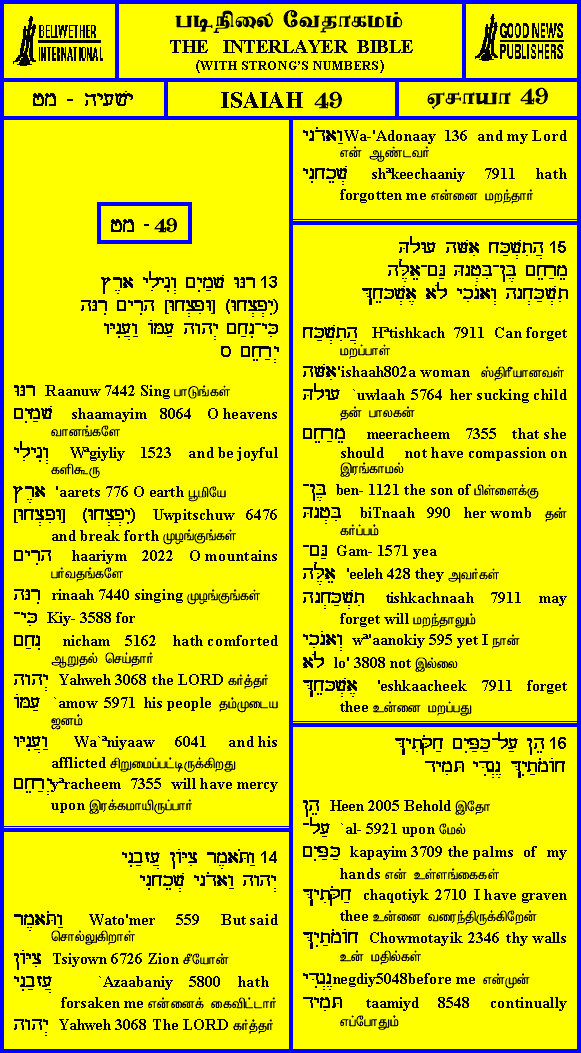 BELLWETHER
INTERNATIONAL
படிநிலை வேதாகமம்
THE INTERLAYER BIBLE
(WITH STRONG'S NUMBERS)
GOOD NEWS
PUBLISHERS
ישעיה - מט
ISAIAH 49
ஏசாயா 49
מט - 49
13 רָנּוּ שָׁמַיִם וְגִילִי אָרֶץ
(יִפְצְחוּ) [וּפִצְחוּ] הָרִים רִנָּה
כִּי־נִחַם יְהוָה עַמּוֹ וַעֲנִיָּו
יְרַחֵם ס
רָנּוּ Raanuw 7442 Sing பாடுங்கள்
שָׁמַיִם shaamayim 8064 O heavens
வானங்களே
וְגִילִי Wªgiyliy 1523 and be joyful
களிகூரு
אָרֶץ 'aarets 776 O earth பூமியே
[וּפִצְחוּ] (יִפְצְחוּ) Uwpitschuw 6476
and break forth முழங்குங்கள்
הָרִים haariym 2022 O mountains
பர்வதங்களே
רִנָּה rinaah 7440 singing முழங்குங்கள்
כִּי־ Kiy- 3588 for
נִחַם nicham 5162 hath comforted
ஆறுதல் செய்தார்
יְהוָה Yahweh 3068 the LORD கர்த்தர்
עַמּוֹ `amow 5971 his people தம்முடைய
ஜனம்
וַעֲנִיָּו Wa`ªniyaaw 6041 and his
afflicted சிறுமைப்பட்டிருக்கிறது
יְרַחֵם yªracheem 7355 will have mercy
upon இரக்கமாயிருப்பார்
14 וַתֹּאמֶר צִיּוֹן עֲזָבַנִי
יְהוָה וַאדֹנָי שְׁכֵחָנִי
וַתֹּאמֶר Wato'mer 559 But said
சொல்லுகிறாள்
צִיּוֹן Tsiyown 6726 Zion சீயோன்
עֲזָבַנִי `Azaabaniy 5800 hath
forsaken me என்னைக் கைவிட்டார்
יְהוָה Yahweh 3068 The LORD கர்த்தர்
וַאדֹנָי Wa-'Adonaay 136 and my Lord
என் ஆண்டவர்
שְׁכֵחָנִי shªkeechaaniy 7911 hath
forgotten me என்னை மறந்தார்
15 הֲתִשְׁכַּח אִשָּׁה עוּלָהּ
מֵרַחֵם בֶּן־בִּטְנָהּ גַּם־אֵלֶּה
תִשְׁכַּחְנָה וְאָנֹכִי לֹא אֶשְׁכָּחֵךְ
הֲתִשְׁכַּח Hªtishkach 7911 Can forget
மறப்பாள்
אִשָּׁה 'ishaah802a woman ஸ்திரீயானவள்
עוּלָהּ `uwlaah 5764 her sucking child
தன் பாலகன்
מֵרַחֵם meeracheem 7355 that she
should not have compassion on
இரங்காமல்
בֶּן־ ben- 1121 the son of பிள்ளைக்கு
בִּטְנָהּ biTnaah 990 her womb தன்
கர்ப்பம்
גַּם־ Gam- 1571 yea
אֵלֶּה 'eeleh 428 they அவர்கள்
תִשְׁכַּחְנָה tishkachnaah 7911 may
forget will மறந்தாலும்
וְאָנֹכִי wª'aanokiy 595 yet I நான்
לֹא lo' 3808 not இல்லை
אֶשְׁכָּחֵךְ 'eshkaacheek 7911 forget
thee உன்னை மறப்பது
16 הֵן עַל־כַּפַּיִם חַקֹּתִיךְ
חוֹמֹתַיִךְ נֶגְדִּי תָּמִיד
הֵן Heen 2005 Behold இதோ
עַל־ `al- 5921 upon மேல்
כַּפַּיִם kapayim 3709 the palms of my
hands என் உள்ளங்கைகள்
חַקֹּתִיךְ chaqotiyk 2710 I have graven
thee உன்னை வரைந்திருக்கிறேன்
חוֹמֹתַיִךְ Chowmotayik 2346 thy walls
உன் மதில்கள்
נֶגְדִּי negdiy5048before me என்முன்
תָּמִיד taamiyd 8548 continually
எப்போதும்